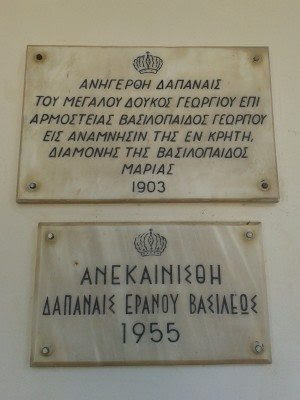 ΑΝΗΓΕΡΘΗ ΔΑΠΑΝΑΙΣ
ΤΟΥ ΜΕΓΑΛΟΥ ΔΟΥΚΟΣ ΓΕΩΡΓΙΟΥ ΕΠΙ
ΑΡΜΟΣΤΕΙΑΣ ΒΑΣΙΛΟΠΑΙΔΟΣ ΓΕΩΡΓΙΟΥ
ΕΙΣ ΑΝΑΜΝΗΣΙΝ ΤΗΣ ΕΝ ΚΡΗΤΗ,
ΔΙΑΜΟΝΗΣ ΤΗΣ ΒΑΣΙΛΟΠΑΙΔΟΣ
ΜΑΡΙΑΣ
1903
ΑΝΕΚΑΙΝΙΣΘΗ
ΔΑΠΑΝΑΙΣ ΕΡΑΝΟΥ ΒΑΣΙΛΕΩΣ
1955